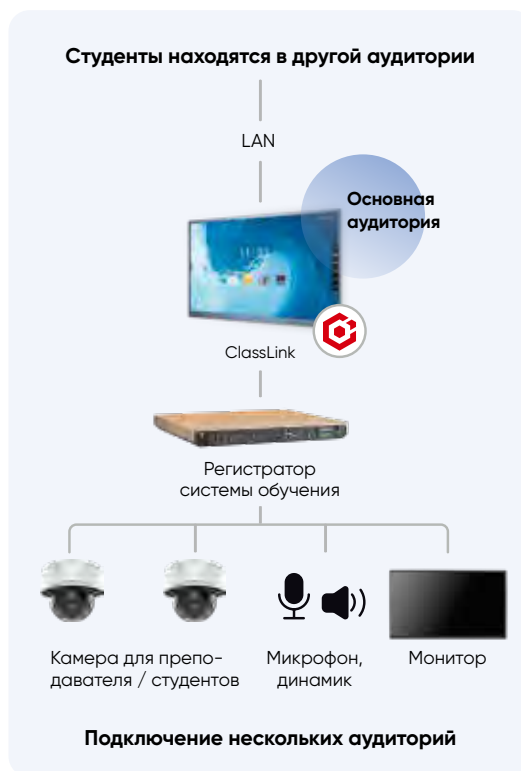 Студенты находятся в другой аудитории
LAN
Основная
аудитория
ClassLink
Регистратор
системы обучения
Камера для препо-
давателя / студентов
Микрофон,
динамик
Монитор
Подключение нескольких аудиторий